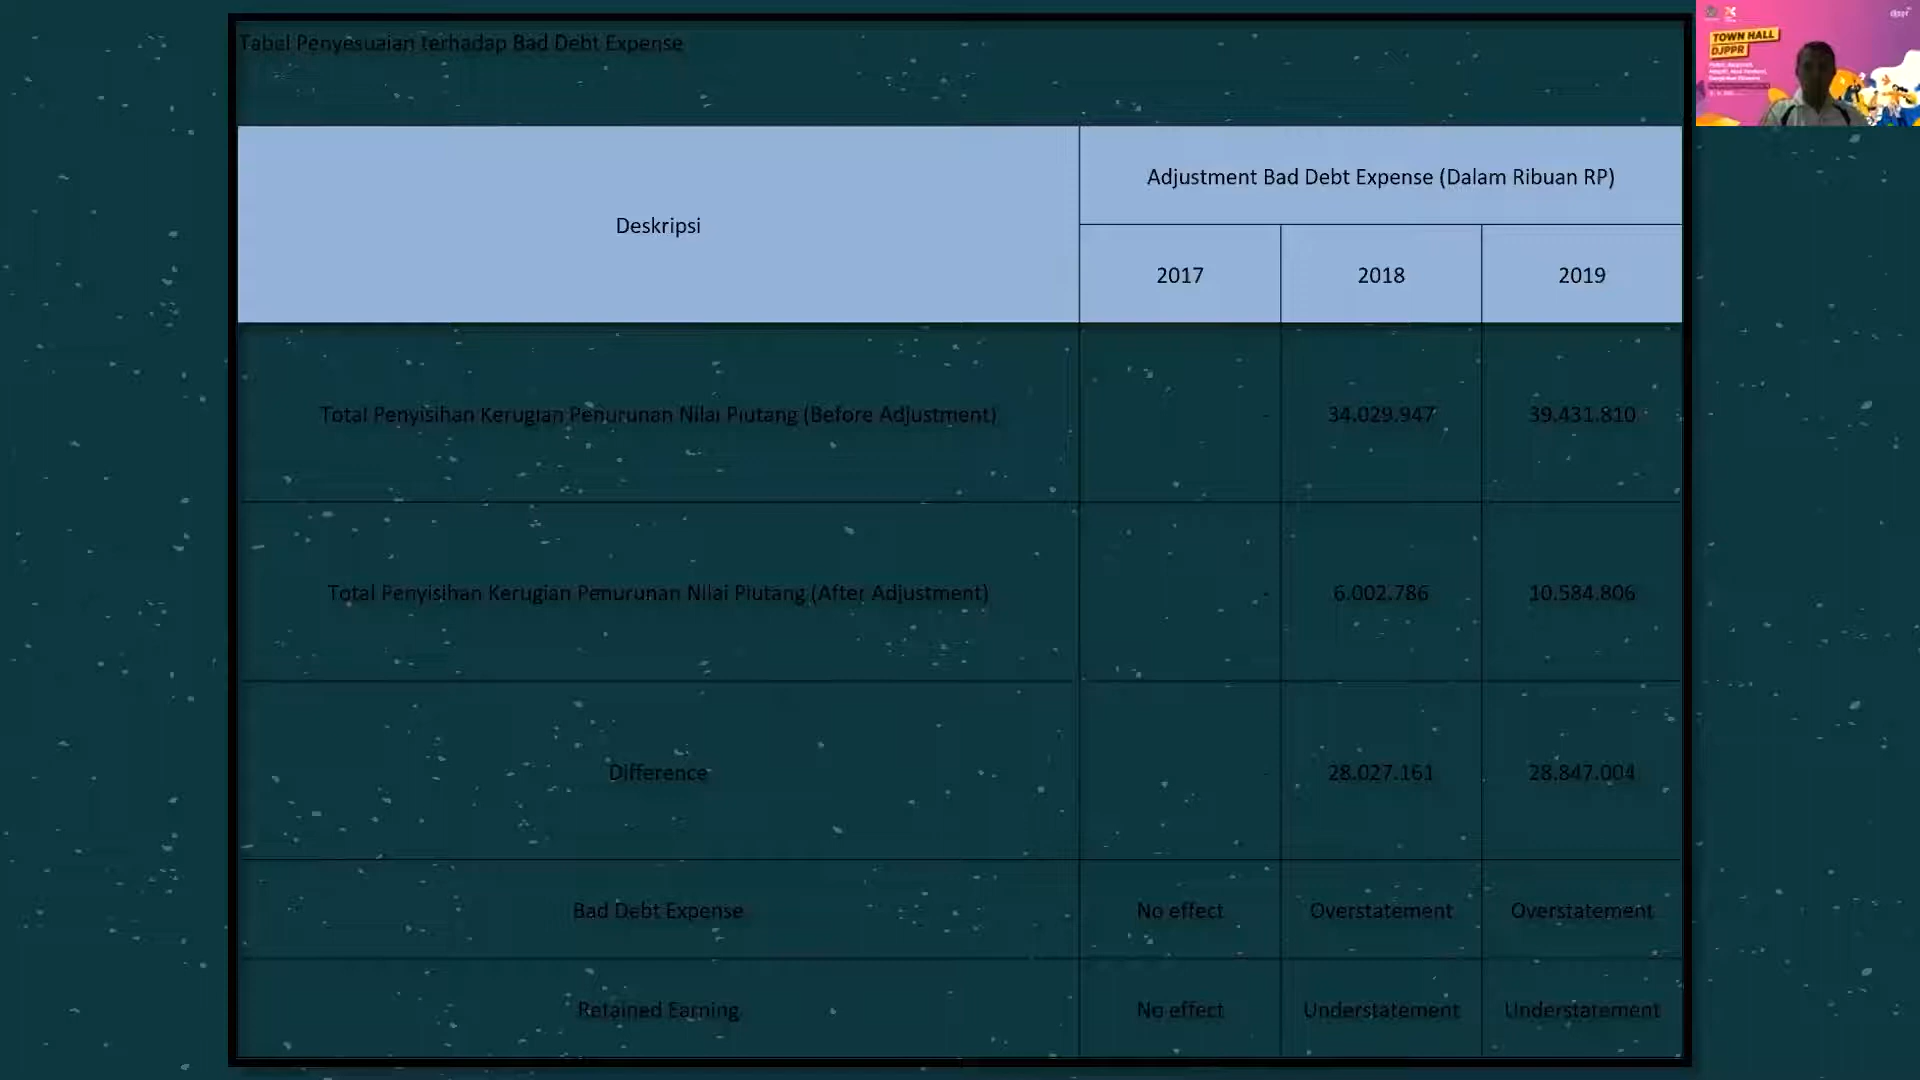 Tabel Penyesuaian terhadap Bad Debt Expense
Deskripsi
Adjustment Bad Debt Expense (Dalam Ribuan RP)
2017
2018
2019
Total Penyisihan Kerugian Penurunan Nilai Piutang (Before Adjustment)
-
34.029.947
39.431.810
Total Penyisihan Kerugian Penurunan Nilai Piutang (After Adjustment)
-
6.002.786
10.584.806
Difference
-
28.027.161
28.847.004
Bad Debt Expense
No effect
Overstatement
Overstatement
Retained Earning
No effect
Understatement
Understatement
TOWN HALL
DJPPR